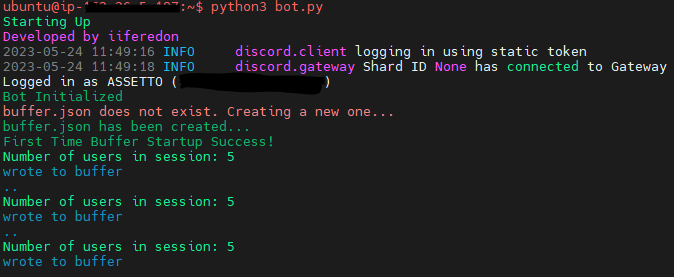 ubuntu@ip- :~$ python3 bot.py
Starting Up
Developed by iiferedon
2023-05-24 11:49:16 INFO     discord.client logging in using static token
2023-05-24 11:49:18 INFO     discord.gateway Shard ID None has connected to Gateway
Logged in as ASSETTO ( )
Bot Initialized
buffer.json does not exist. Creating a new one...
buffer.json has been created...
First Time Buffer Startup Success!
Number of users in session: 5
wrote to buffer
..
Number of users in session: 5
wrote to buffer
..
Number of users in session: 5
wrote to buffer